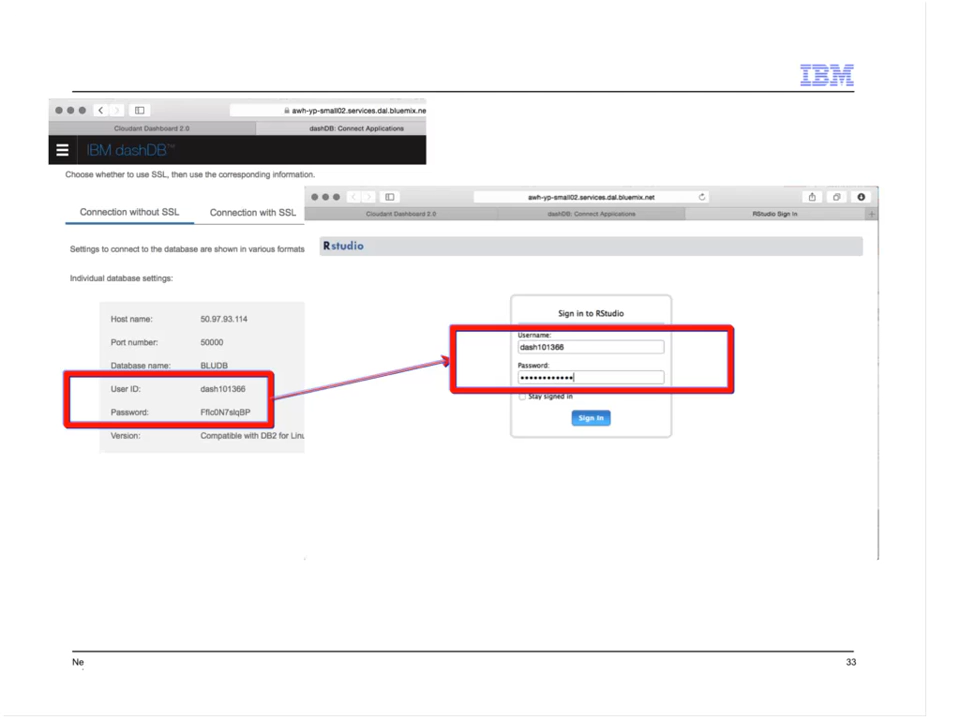 IBM
awh-yp-small02.services.dal.bluemix.ne
Cloudant Dashboard 2.0
dashDB: Connect Applications
IBM dashDB™
Choose whether to use SSL, then use the corresponding information.
Connection without SSL
Connection with SSL
Settings to connect to the database are shown in various formats
Individual database settings:
Host name: 50.97.93.114
Port number: 50000
Database name: BLUDB
User ID: dash101366
Password: Fflc0N7slqBP
Version: Compatible with DB2 for Linu
awh-yp-small02.services.dal.bluemix.net
Cloudant Dashboard 2.0
dashDB: Connect Applications
RStudio Sign In
Rstudio
Sign in to RStudio
Username:
dash101366
Password:
••••••••••••
Stay signed in
Sign In
Ne
33